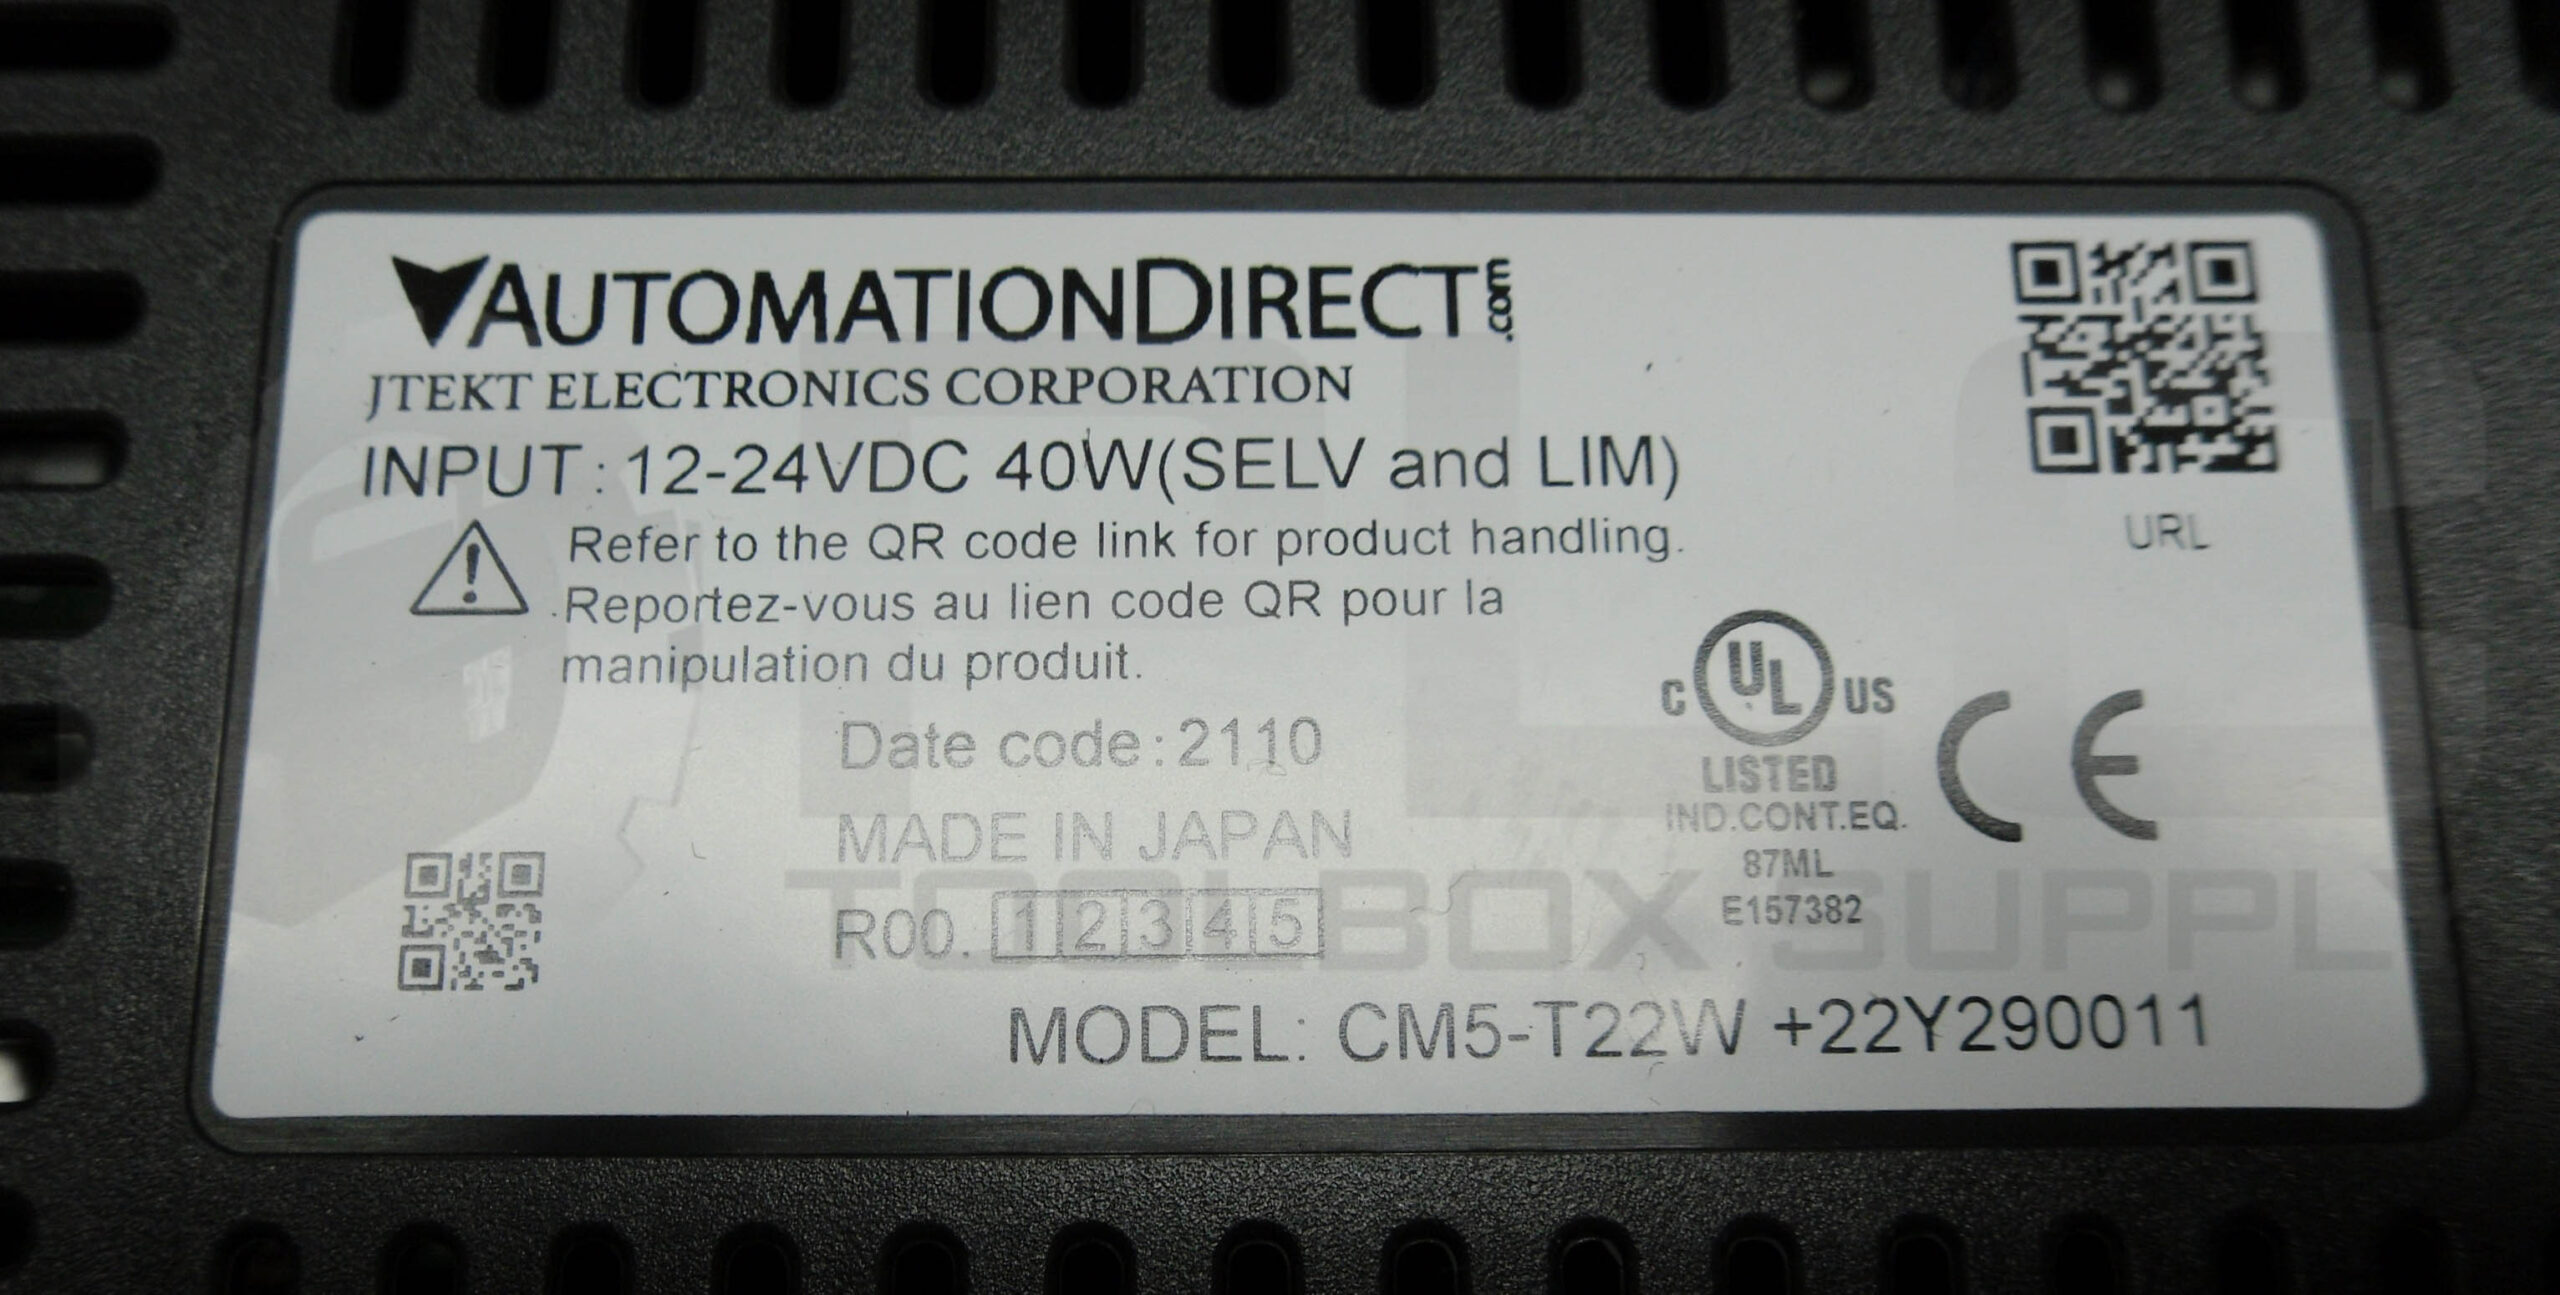 AUTOMATIONDIRECT.com
JTEKT ELECTRONICS CORPORATION
INPUT: 12-24VDC 40W(SELV and LIM)
Refer to the QR code link for product handling.
Reportez-vous au lien code QR pour la
manipulation du produit.
URL
Date code:2110
MADE IN JAPAN
R00. 1 2 3 4 5
C UL US
LISTED
IND.CONT.EQ.
87ML
E157382
CE
MODEL: CM5-T22W +22Y290011
PLC
TOOLBOX SUPPLY